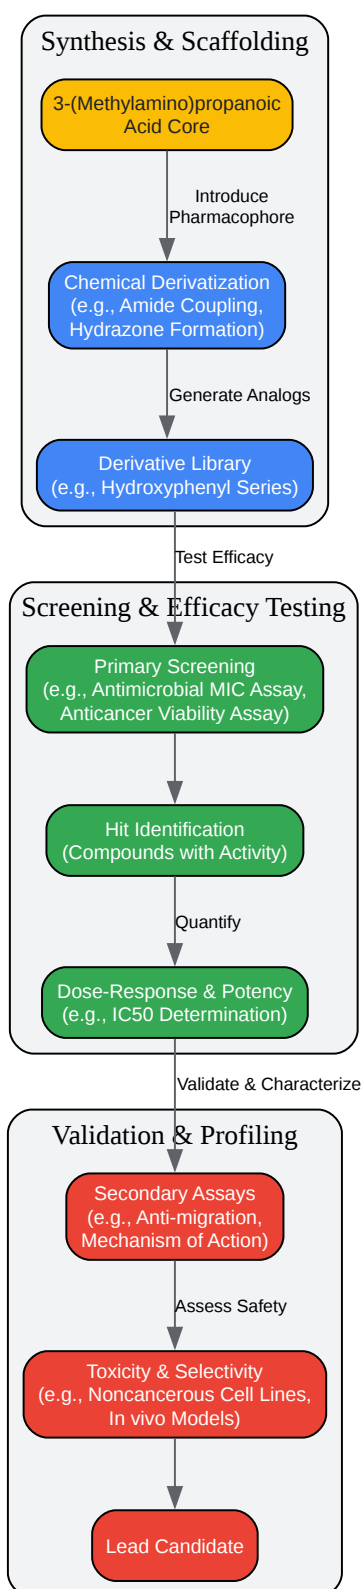 Synthesis & Scaffolding
3-(Methylamino)propanoic
Acid Core
Introduce
Pharmacophore
Chemical Derivatization
(e.g., Amide Coupling,
Hydrazone Formation)
Generate Analogs
Derivative Library
(e.g., Hydroxyphenyl Series)
Test Efficacy
Screening & Efficacy Testing
Primary Screening
(e.g., Antimicrobial MIC Assay,
Anticancer Viability Assay)
Hit Identification
(Compounds with Activity)
Quantify
Dose-Response & Potency
(e.g., IC50 Determination)
Validate & Characterize
Validation & Profiling
Secondary Assays
(e.g., Anti-migration,
Mechanism of Action)
Assess Safety
Toxicity & Selectivity
(e.g., Noncancerous Cell Lines,
In vivo Models)
Lead Candidate